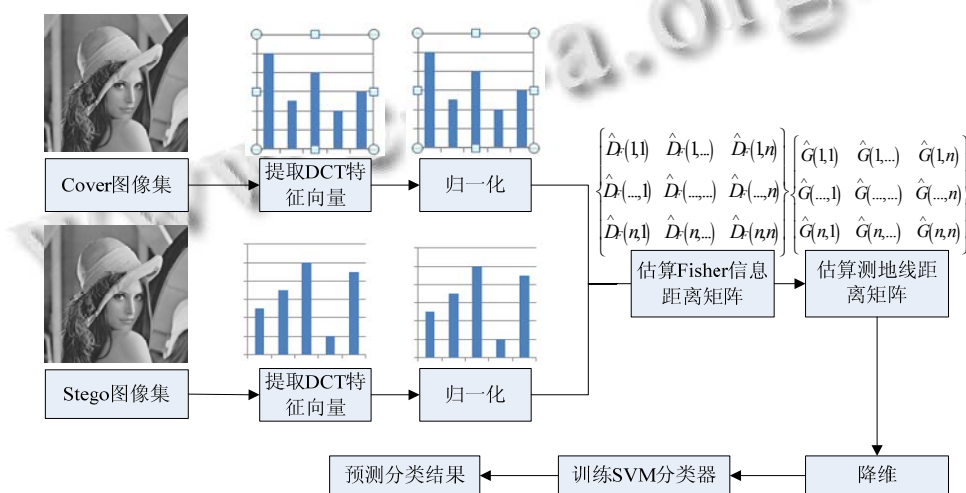 Cover图像集
提取DCT特
征向量
归一化
D̂F(1,1) D̂F(1,...) D̂F(1,n)
D̂F(...,1) D̂F(...,...) D̂F(...,n)
D̂F(n,1) D̂F(n,...) D̂F(n,n)
Ĝ(1,1) Ĝ(1,...) Ĝ(1,n)
Ĝ(...,1) Ĝ(...,...) Ĝ(...,n)
Ĝ(n,1) Ĝ(n,...) Ĝ(n,n)
估算Fisher信息
距离矩阵
估算测地线距
离矩阵
Stego图像集
提取DCT特
征向量
归一化
预测分类结果
训练SVM分类器
降维